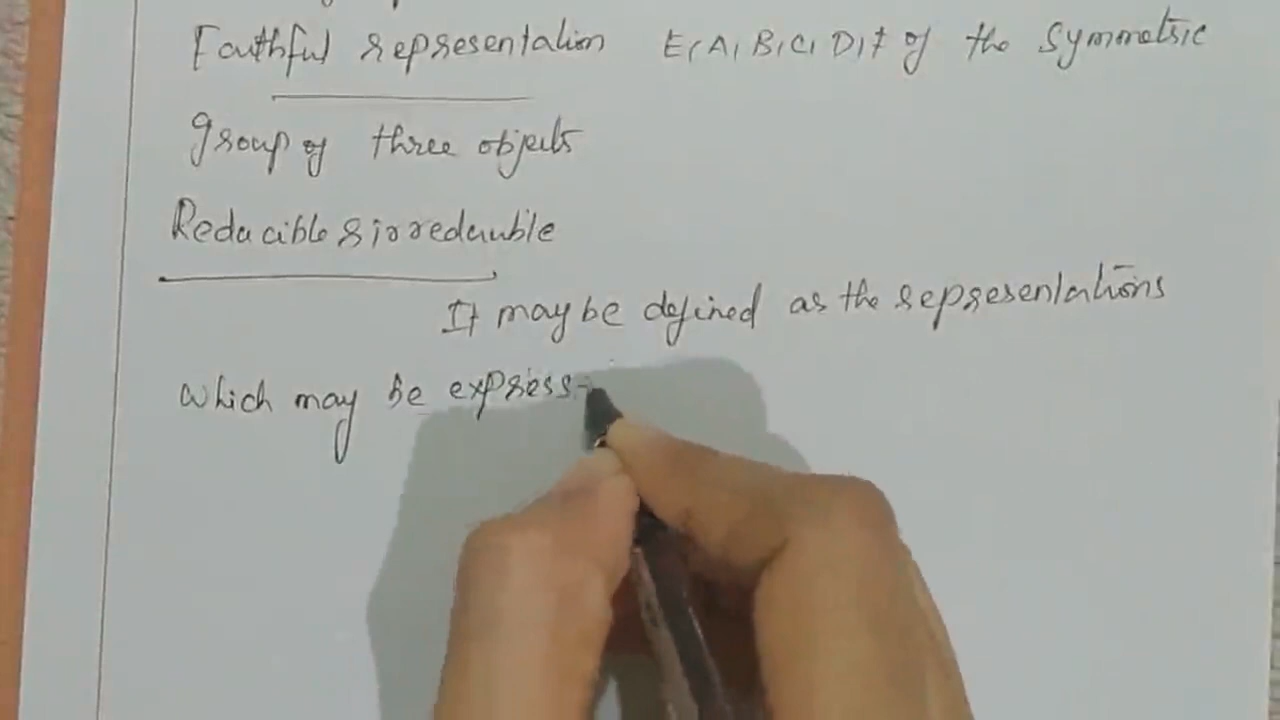 Faithful representation E, A, B, C, D, F of the symmetric
group of three objects
Reducible & irreducible
It may be defined as the representations
which may be express